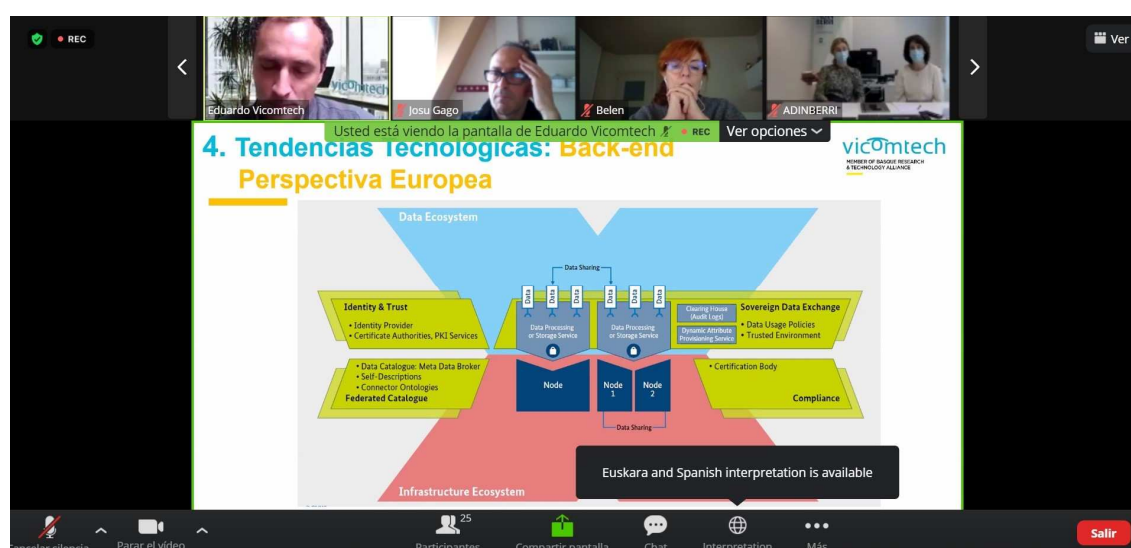 REC
Ver
vicomtech
Eduardo Vicomtech
Josu Gago
Belen
ADINBERRI
Usted está viendo la pantalla de Eduardo Vicomtech
REC
Ver opciones
4. Tendencias Tecnológicas: Back-end
Perspectiva Europea
vicomtech
MEMBER OF BASQUE RESEARCH
& TECHNOLOGY ALLIANCE
Data Ecosystem
Data Sharing
Data
Data
Data
Data
Data
Data
Identity & Trust
• Identity Provider
• Certificate Authorities, PKI Services
Data Processing
or Storage Service
Data Processing
or Storage Service
Clearing House
(Audit Logs)
Dynamic Attribute
Provisioning Service
Sovereign Data Exchange
• Data Usage Policies
• Trusted Environment
• Data Catalogue: Meta Data Broker
• Self-Descriptions
• Connector Ontologies
Federated Catalogue
Node
Node
1
Node
2
Data Sharing
• Certification Body
Compliance
Infrastructure Ecosystem
Euskara and Spanish interpretation is available
25
Cancelar silencio
Parar el vídeo
Participantes
Compartir pantalla
Chat
Interpretation
Más
Salir